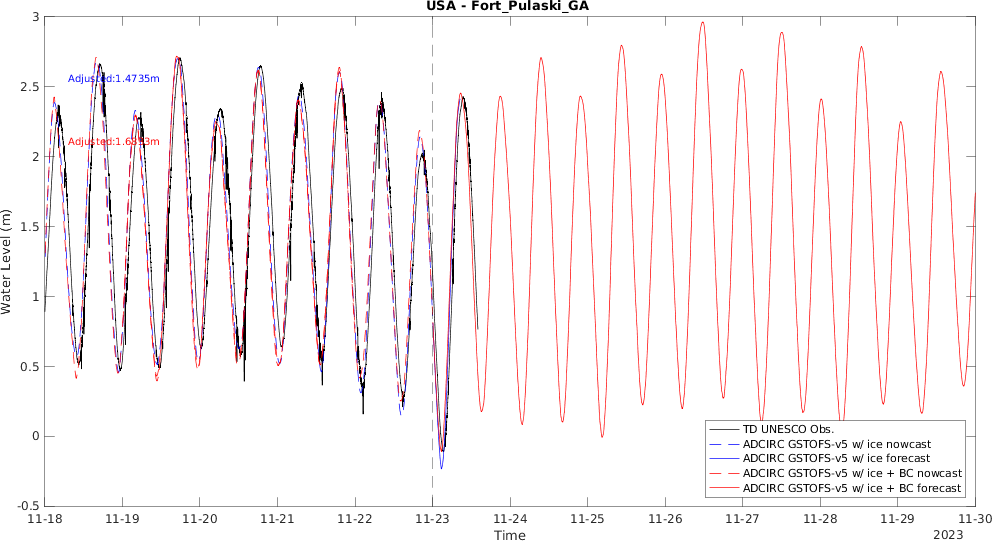 USA - Fort_Pulaski_GA
3
2.5
2
1.5
1
0.5
0
-0.5
Water Level (m)
Adjusted:1.4735m
TD UNESCO Obs.
ADCIRC GSTOFS-v5 w/ ice nowcast
ADCIRC GSTOFS-v5 w/ ice forecast
ADCIRC GSTOFS-v5 w/ ice + BC nowcast
ADCIRC GSTOFS-v5 w/ ice + BC forecast
11-18 11-19 11-20 11-21 11-22 11-23 11-24 11-25 11-26 11-27 11-28 11-29 11-30
Time
2023